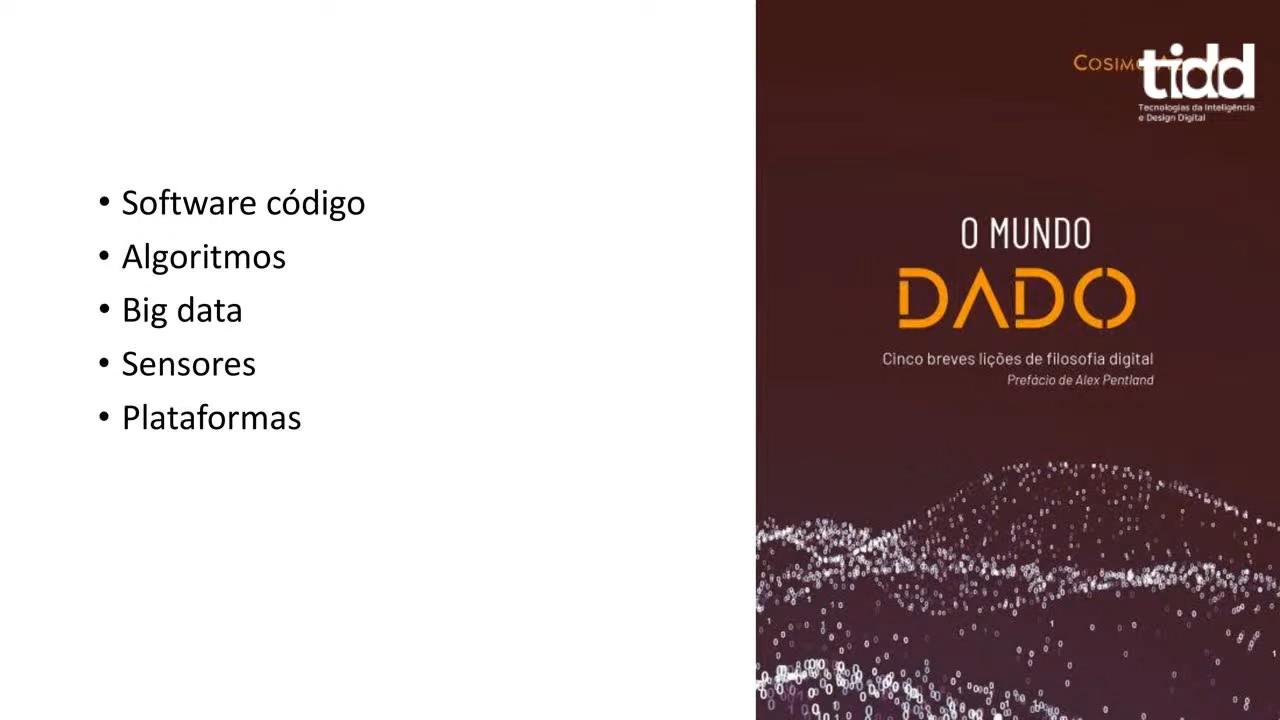 • Software código
• Algoritmos
• Big data
• Sensores
• Plataformas
tidd
Tecnologias da Inteligência
e Design Digital
O MUNDO
DADO
Cinco breves lições de filosofia digital
Prefácio de Alex Pentland